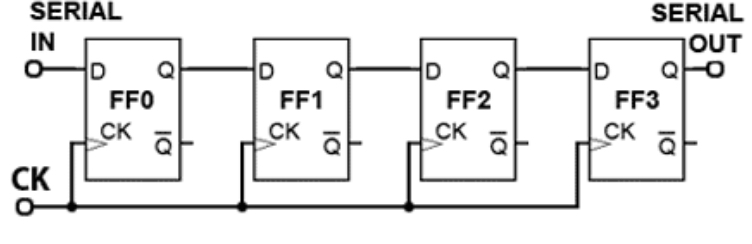 SERIAL
IN
SERIAL
OUT
D Q D Q D Q D Q
FF0 FF1 FF2 FF3
CK Q̅ CK Q̅ CK Q̅ CK Q̅
CK